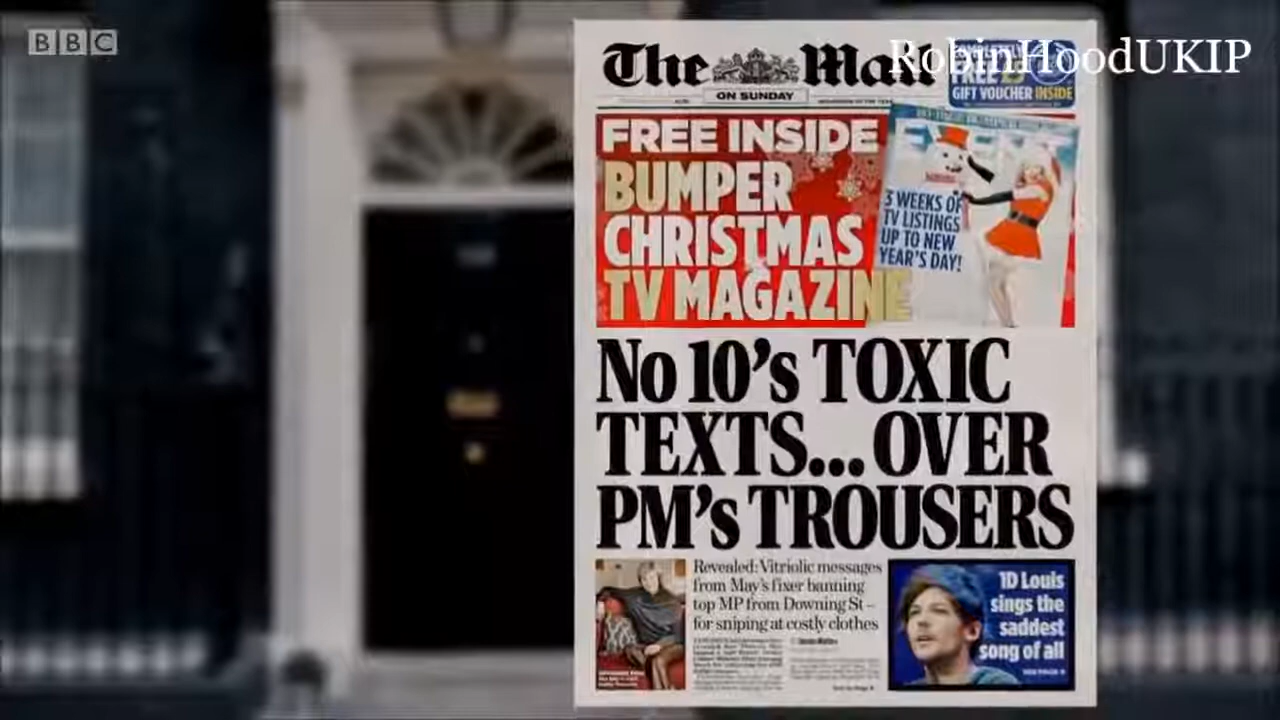 BBC
RobinHoodUKIP
The Mail
ON SUNDAY
FREE
GIFT VOUCHER INSIDE
FREE INSIDE
BUMPER
CHRISTMAS
TV MAGAZINE
3 WEEKS OF
TV LISTINGS
UP TO NEW
YEAR'S DAY!
No 10's TOXIC
TEXTS... OVER
PM's TROUSERS
Revealed: Vitriolic messages
from May's fixer banning
top MP from Downing St –
for sniping at costly clothes
1D Louis
sings the
saddest
song of all